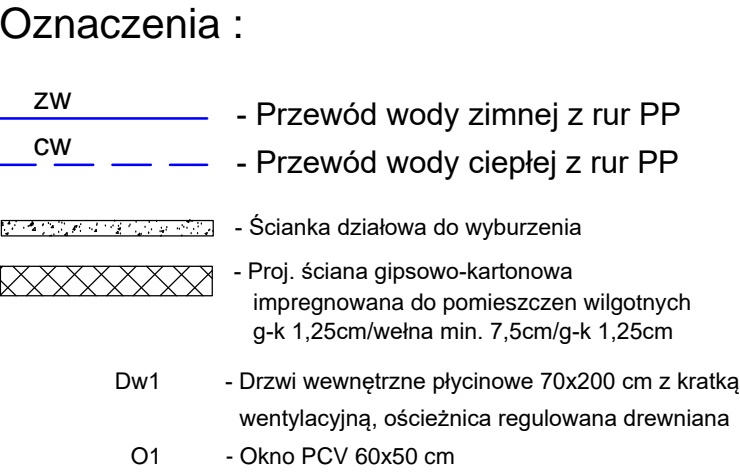 Oznaczenia :
zw
- Przewód wody zimnej z rur PP
cw
- Przewód wody ciepłej z rur PP
- Ścianka działowa do wyburzenia
- Proj. ściana gipsowo-kartonowa
impregnowana do pomieszczen wilgotnych
g-k 1,25cm/wełna min. 7,5cm/g-k 1,25cm
Dw1 - Drzwi wewnętrzne płycinowe 70x200 cm z kratką
wentylacyjną, ościeżnica regulowana drewniana
O1 - Okno PCV 60x50 cm